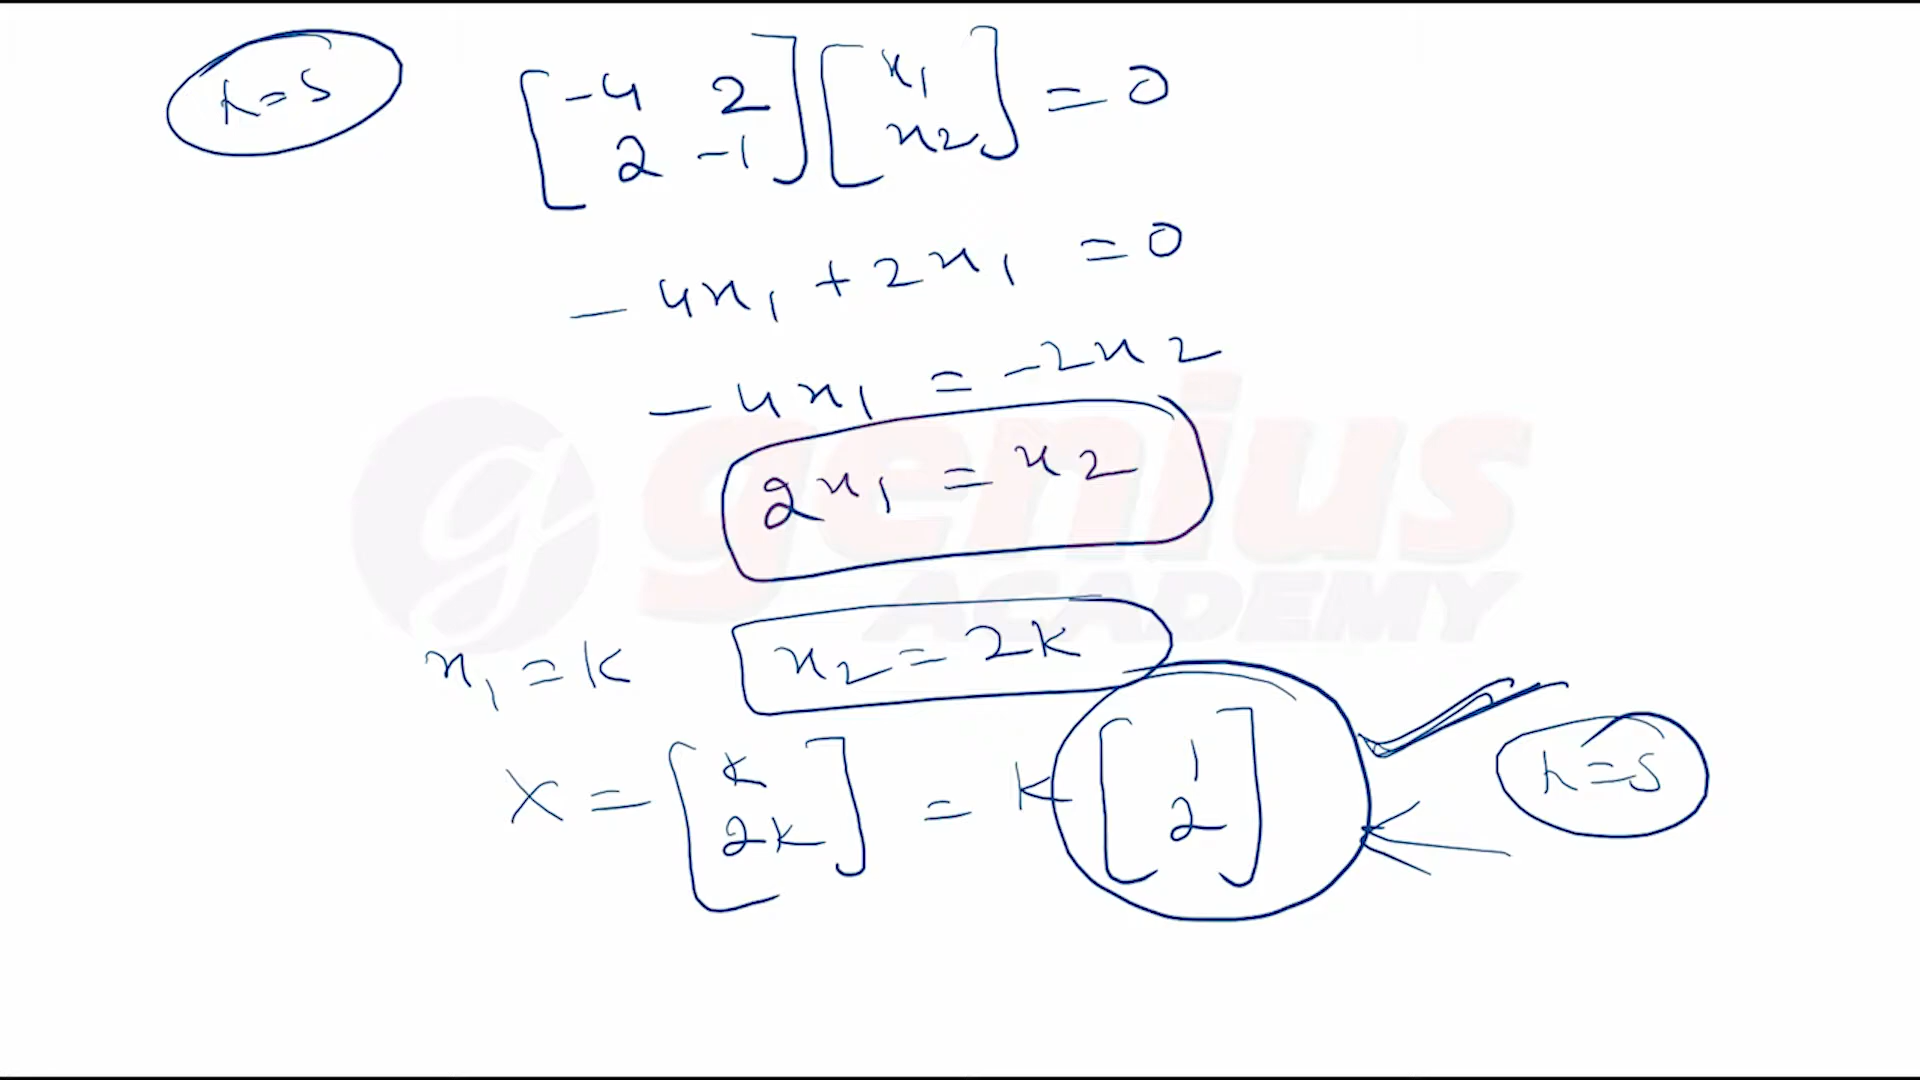 λ=5
[-4 2] [x1] = 0
[2 -1] [x2]
-4x1 + 2x1 = 0
-4x1 = -2x2
2x1 = x2
x1 = k x2 = 2k
X = [k] = k [1]
[2k] [2]
λ=5
g genius
ACADEMY